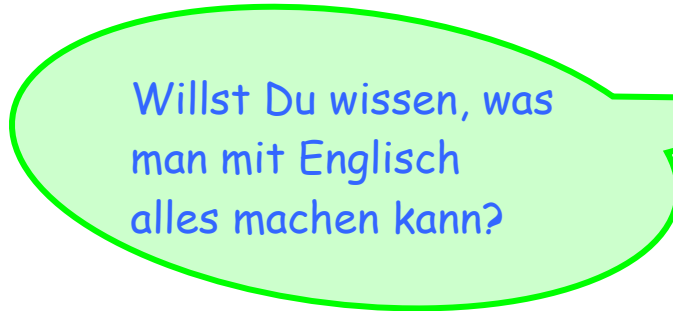 Willst Du wissen, was
man mit Englisch
alles machen kann?